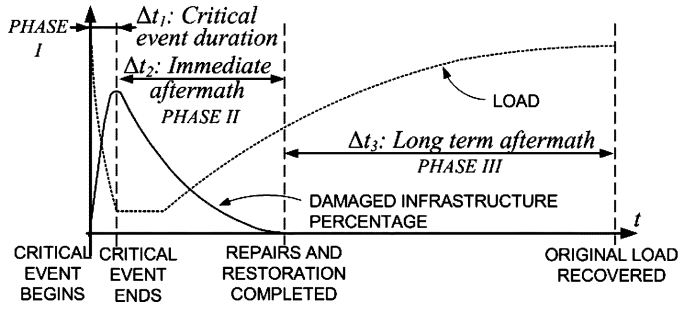 PHASE
I
Δt1: Critical
event duration
Δt2: Immediate
aftermath
PHASE II
LOAD
Δt3: Long term aftermath
PHASE III
DAMAGED INFRASTRUCTURE
PERCENTAGE
t
CRITICAL
EVENT
BEGINS
CRITICAL
EVENT
ENDS
REPAIRS AND
RESTORATION
COMPLETED
ORIGINAL LOAD
RECOVERED